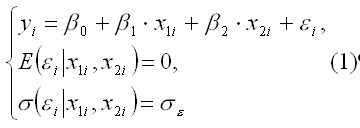 y_i = β_0 + β_1 · x_{1i} + β_2 · x_{2i} + ε_i ,
E(ε_i | x_{1i}, x_{2i}) = 0, (1)
σ(ε_i | x_{1i}, x_{2i}) = σ_ε